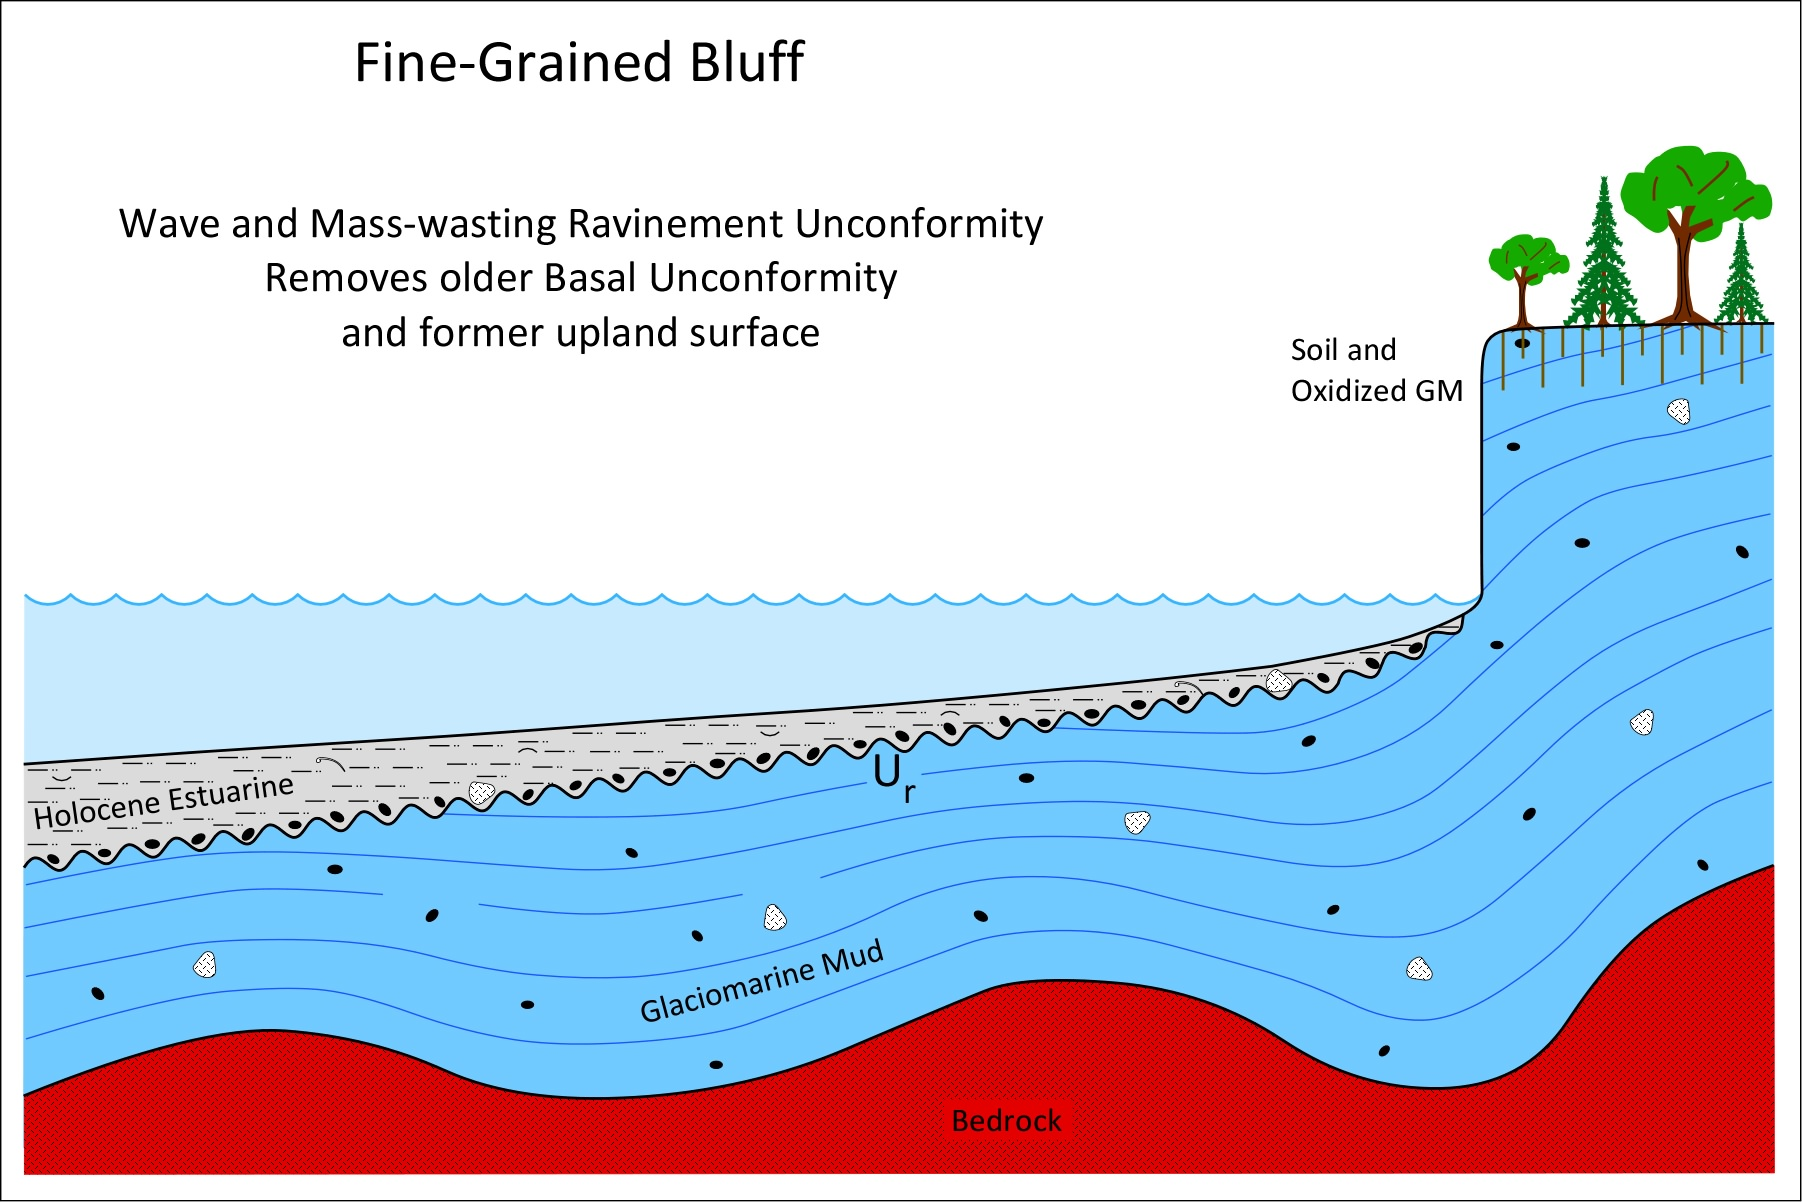 Fine-Grained Bluff
Wave and Mass-wasting Ravinement Unconformity
Removes older Basal Unconformity
and former upland surface
Soil and
Oxidized GM
Holocene Estuarine
Ur
Glaciomarine Mud
Bedrock